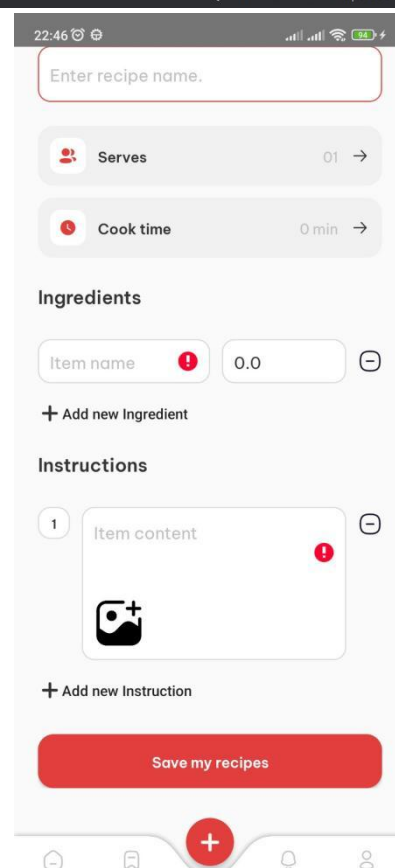 22:46 94
Enter recipe name.
Serves 01
Cook time 0 min
Ingredients
Item name 0.0
Add new Ingredient
Instructions
1 Item content
Add new Instruction
Save my recipes